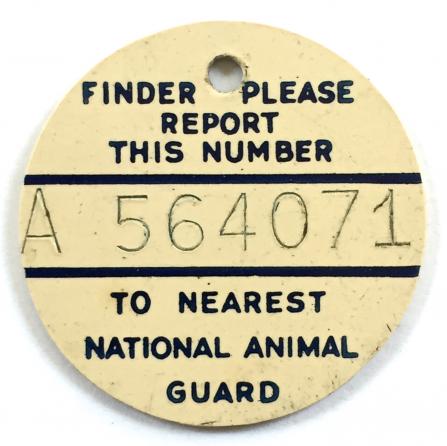 FINDER PLEASE
REPORT
THIS NUMBER
A 564071
TO NEAREST
NATIONAL ANIMAL
GUARD